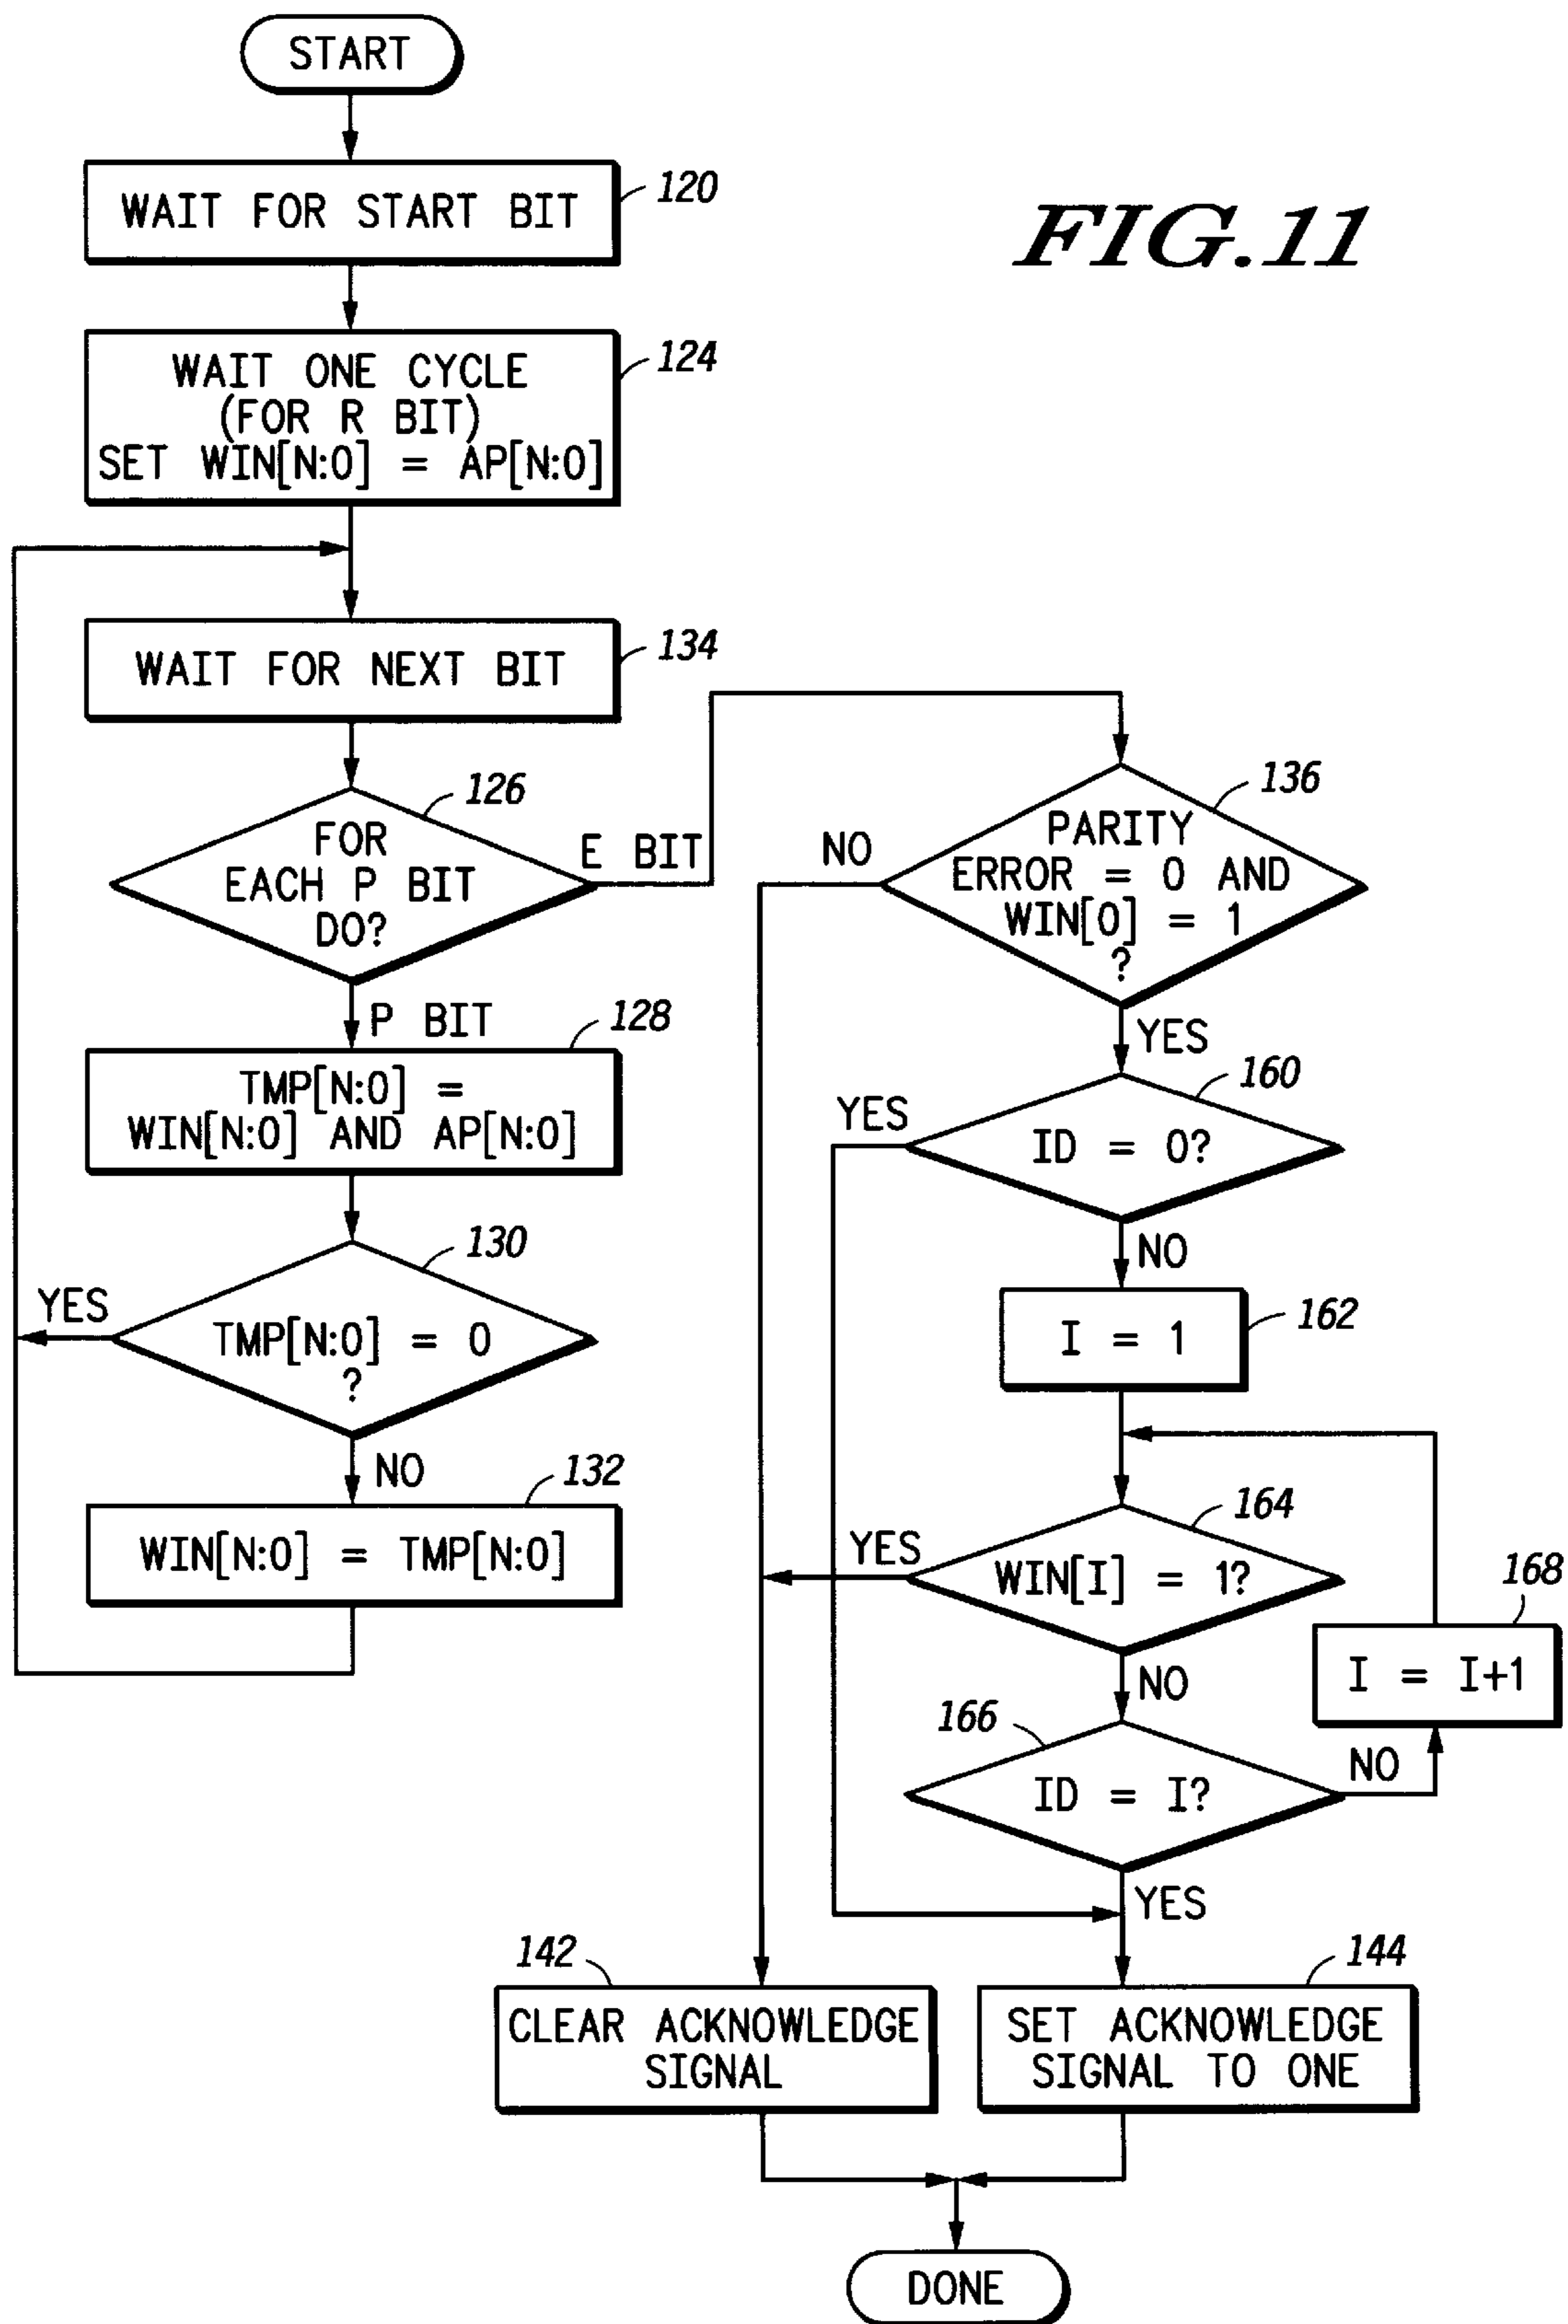 START
WAIT FOR START BIT
120
FIG.11
WAIT ONE CYCLE
(FOR R BIT)
SET WIN[N:0] = AP[N:0]
124
WAIT FOR NEXT BIT
134
FOR
EACH P BIT
DO?
126
E BIT
P BIT
TMP[N:0] =
WIN[N:0] AND AP[N:0]
128
TMP[N:0] = 0
?
130
YES
NO
WIN[N:0] = TMP[N:0]
132
PARITY
ERROR = 0 AND
WIN[0] = 1
?
136
NO
YES
ID = 0?
160
YES
NO
I = 1
162
WIN[I] = 1?
164
YES
NO
I = I+1
168
ID = I?
166
NO
YES
142
CLEAR ACKNOWLEDGE
SIGNAL
144
SET ACKNOWLEDGE
SIGNAL TO ONE
DONE